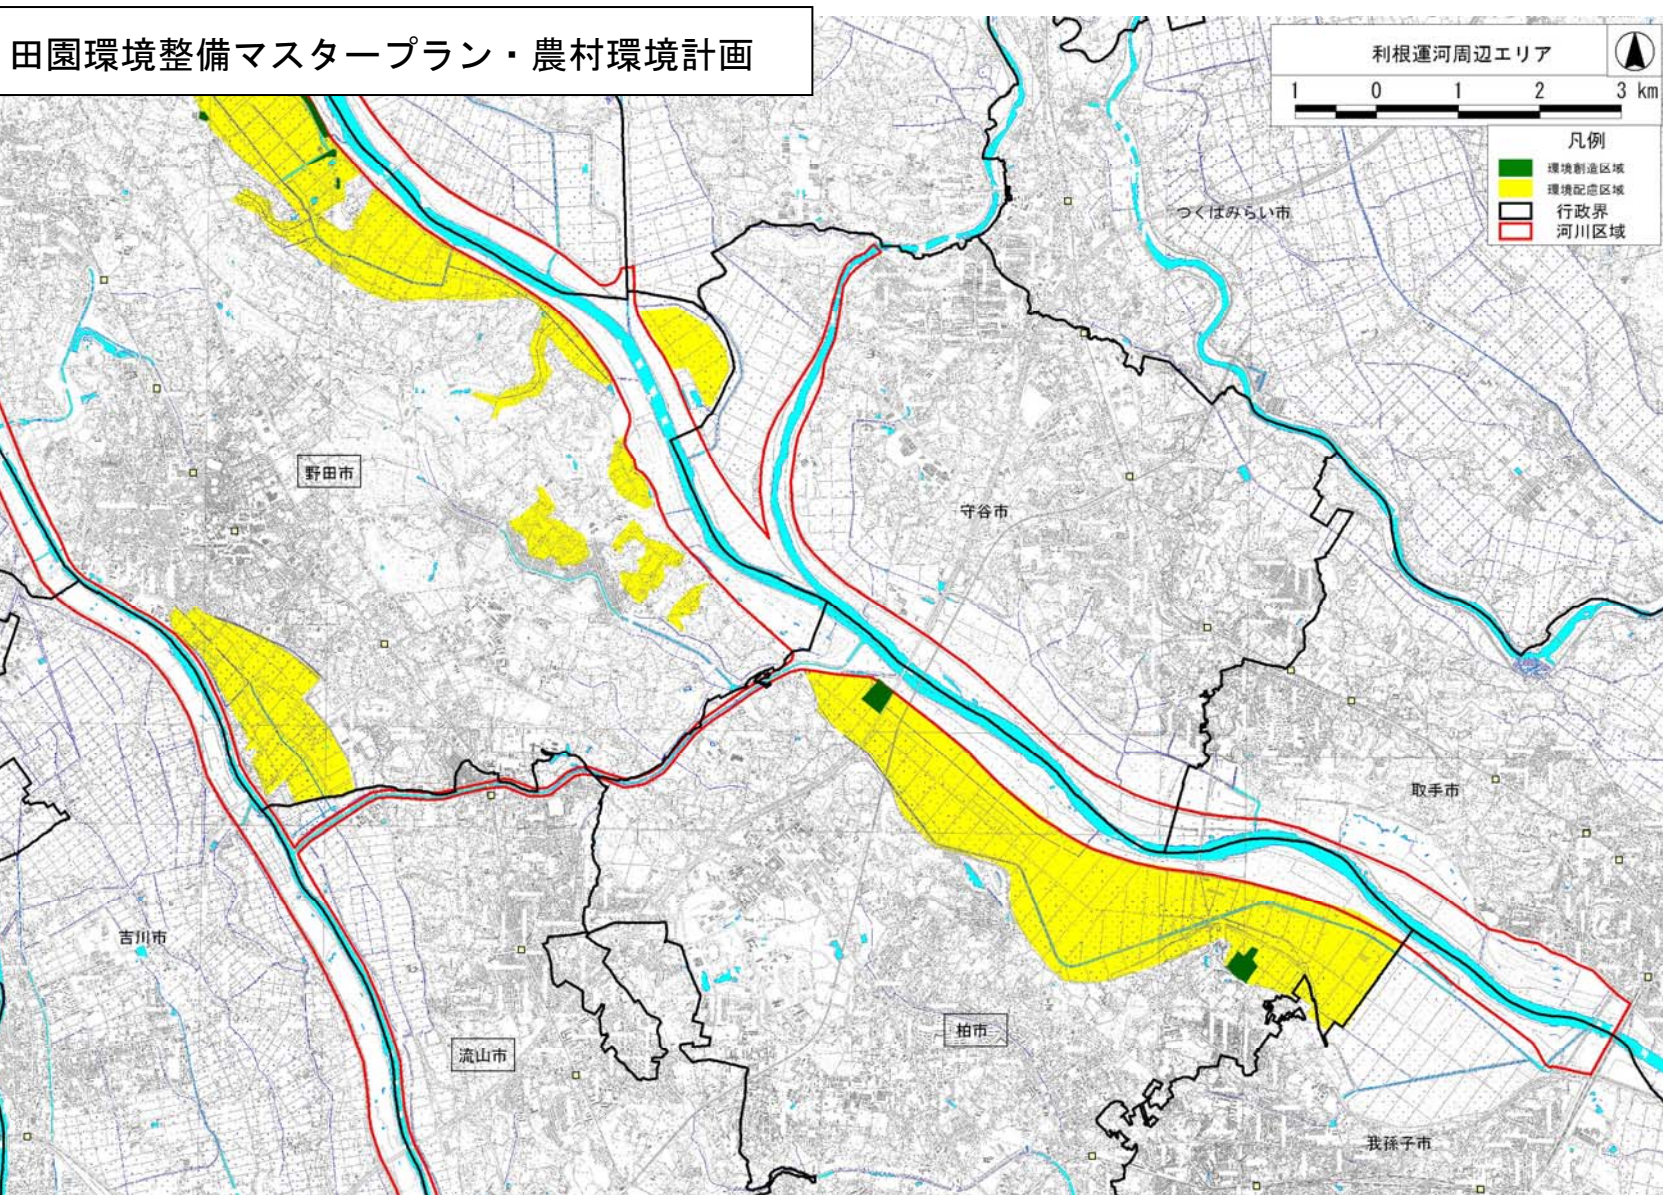 田園環境整備マスタープラン・農村環境計画
利根運河周辺エリア
1 0 1 2 3 km
凡例
環境創造区域
環境配慮区域
行政界
河川区域
つくばみらい市
野田市
守谷市
取手市
吉川市
柏市
流山市
我孫子市